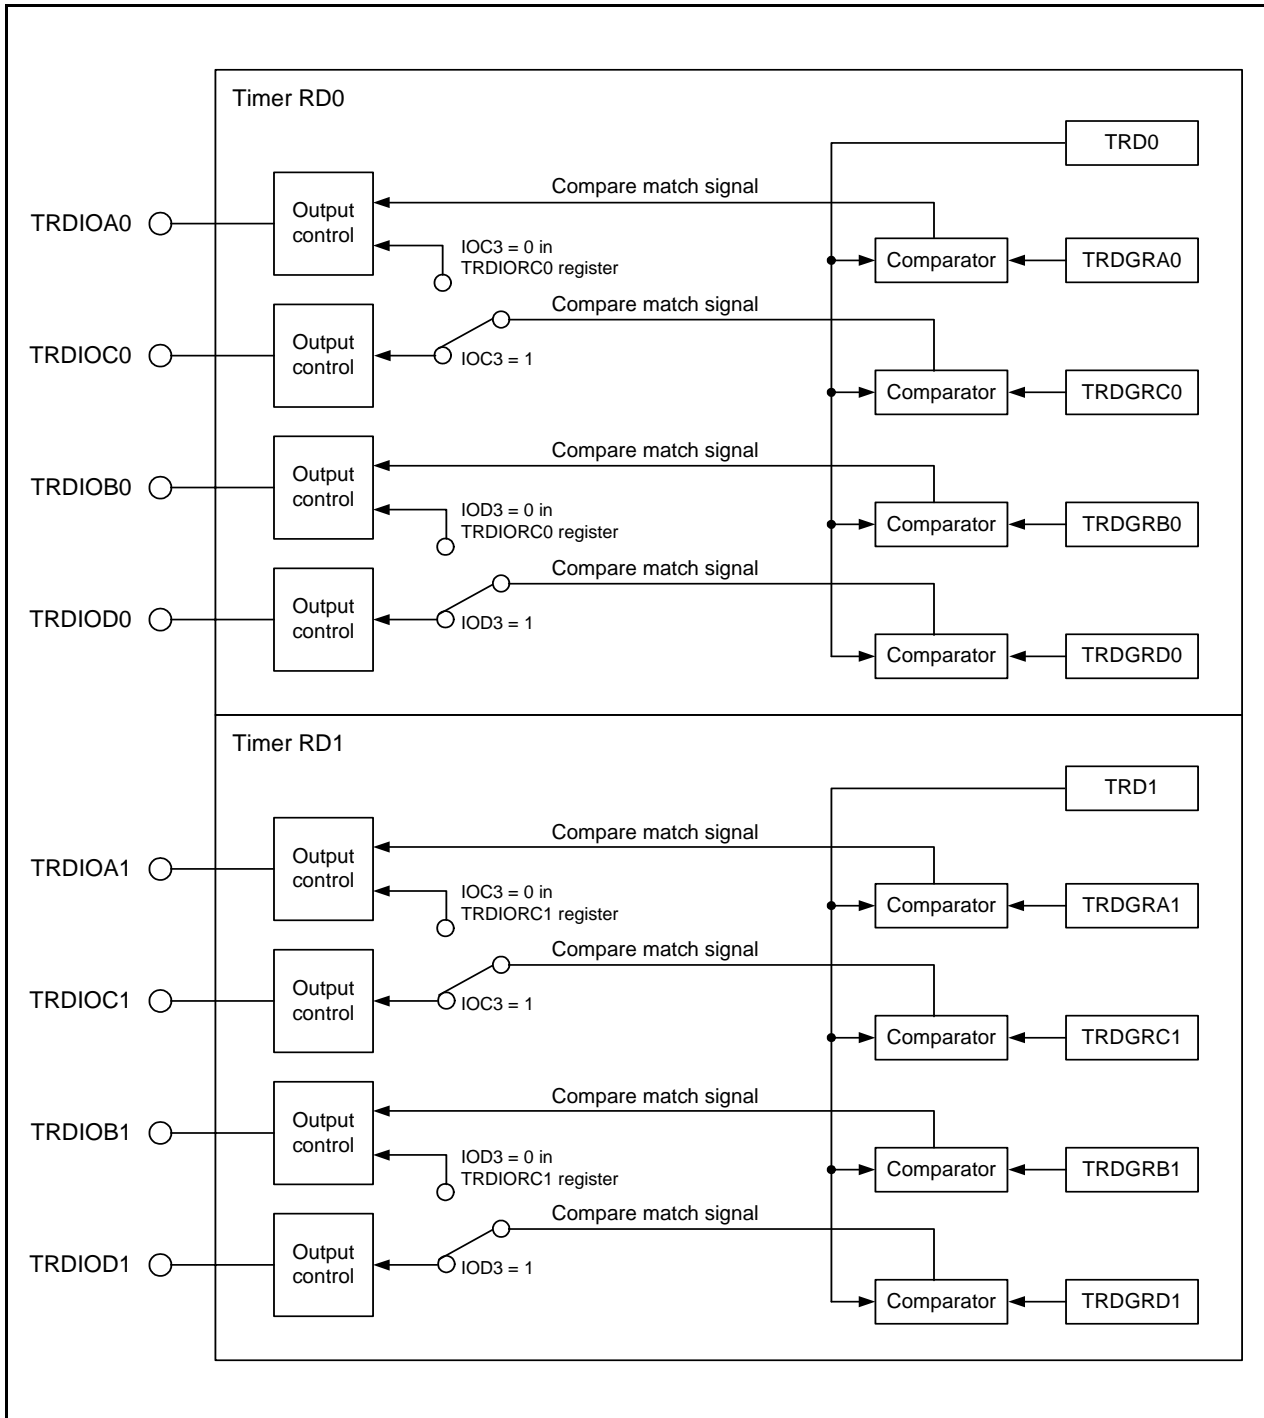 Timer RD0
TRD0
Compare match signal
TRDIOA0
Output
control
IOC3 = 0 in
TRDIORC0 register
Comparator
TRDGRA0
Compare match signal
TRDIOC0
Output
control
IOC3 = 1
Comparator
TRDGRC0
Compare match signal
TRDIOB0
Output
control
IOD3 = 0 in
TRDIORC0 register
Comparator
TRDGRB0
Compare match signal
TRDIOD0
Output
control
IOD3 = 1
Comparator
TRDGRD0
Timer RD1
TRD1
Compare match signal
TRDIOA1
Output
control
IOC3 = 0 in
TRDIORC1 register
Comparator
TRDGRA1
Compare match signal
TRDIOC1
Output
control
IOC3 = 1
Comparator
TRDGRC1
Compare match signal
TRDIOB1
Output
control
IOD3 = 0 in
TRDIORC1 register
Comparator
TRDGRB1
Compare match signal
TRDIOD1
Output
control
IOD3 = 1
Comparator
TRDGRD1